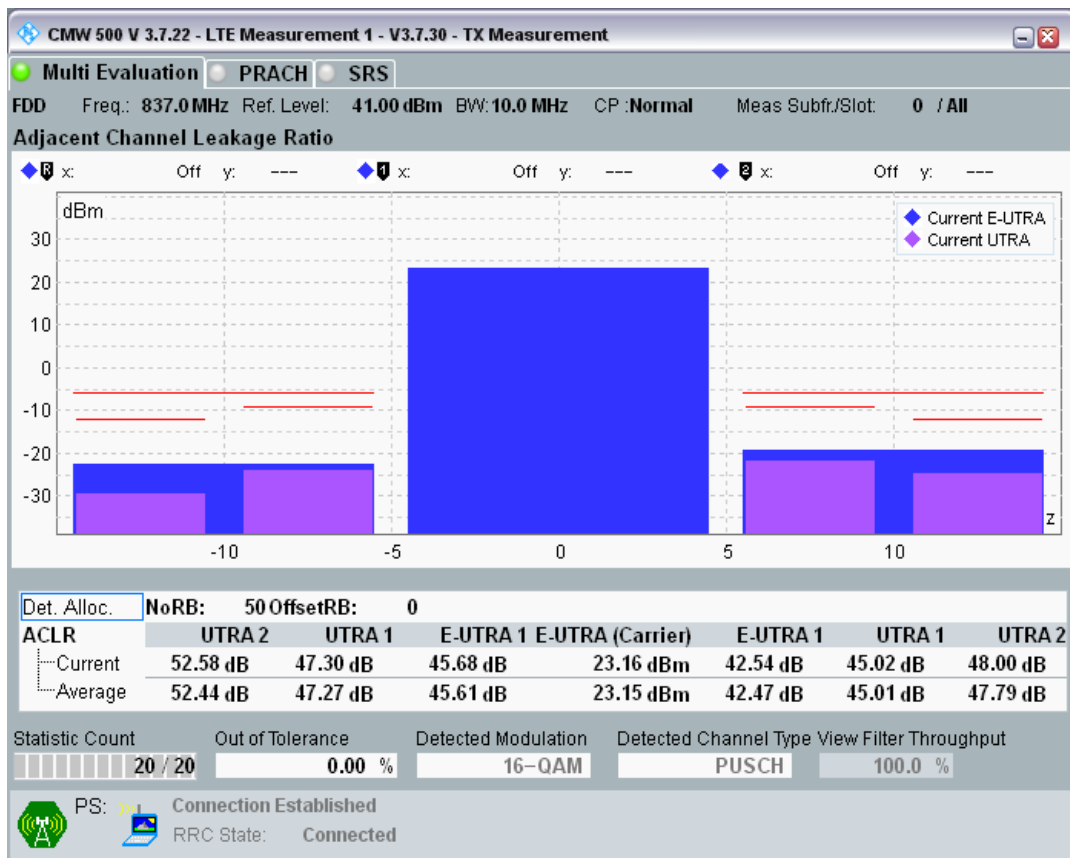 CMW 500 V 3.7.22 - LTE Measurement 1 - V3.7.30 - TX Measurement
Multi Evaluation PRACH SRS
FDD Freq.: 837.0 MHz Ref. Level: 41.00 dBm BW: 10.0 MHz CP :Normal Meas Subfr./Slot: 0 / All
Adjacent Channel Leakage Ratio
R x: Off y: --- 1 x: Off y: --- 2 x: Off y: ---
dBm
Current E-UTRA
Current UTRA
30
20
10
0
-10
-20
-30
z
-10 -5 0 5 10
Det. Alloc. NoRB: 50 OffsetRB: 0
ACLR UTRA 2 UTRA 1 E-UTRA 1 E-UTRA (Carrier) E-UTRA 1 UTRA 1 UTRA 2
Current 52.58 dB 47.30 dB 45.68 dB 23.16 dBm 42.54 dB 45.02 dB 48.00 dB
Average 52.44 dB 47.27 dB 45.61 dB 23.15 dBm 42.47 dB 45.01 dB 47.79 dB
Statistic Count Out of Tolerance Detected Modulation Detected Channel Type View Filter Throughput
20 / 20 0.00 % 16-QAM PUSCH 100.0 %
PS: Connection Established
RRC State: Connected